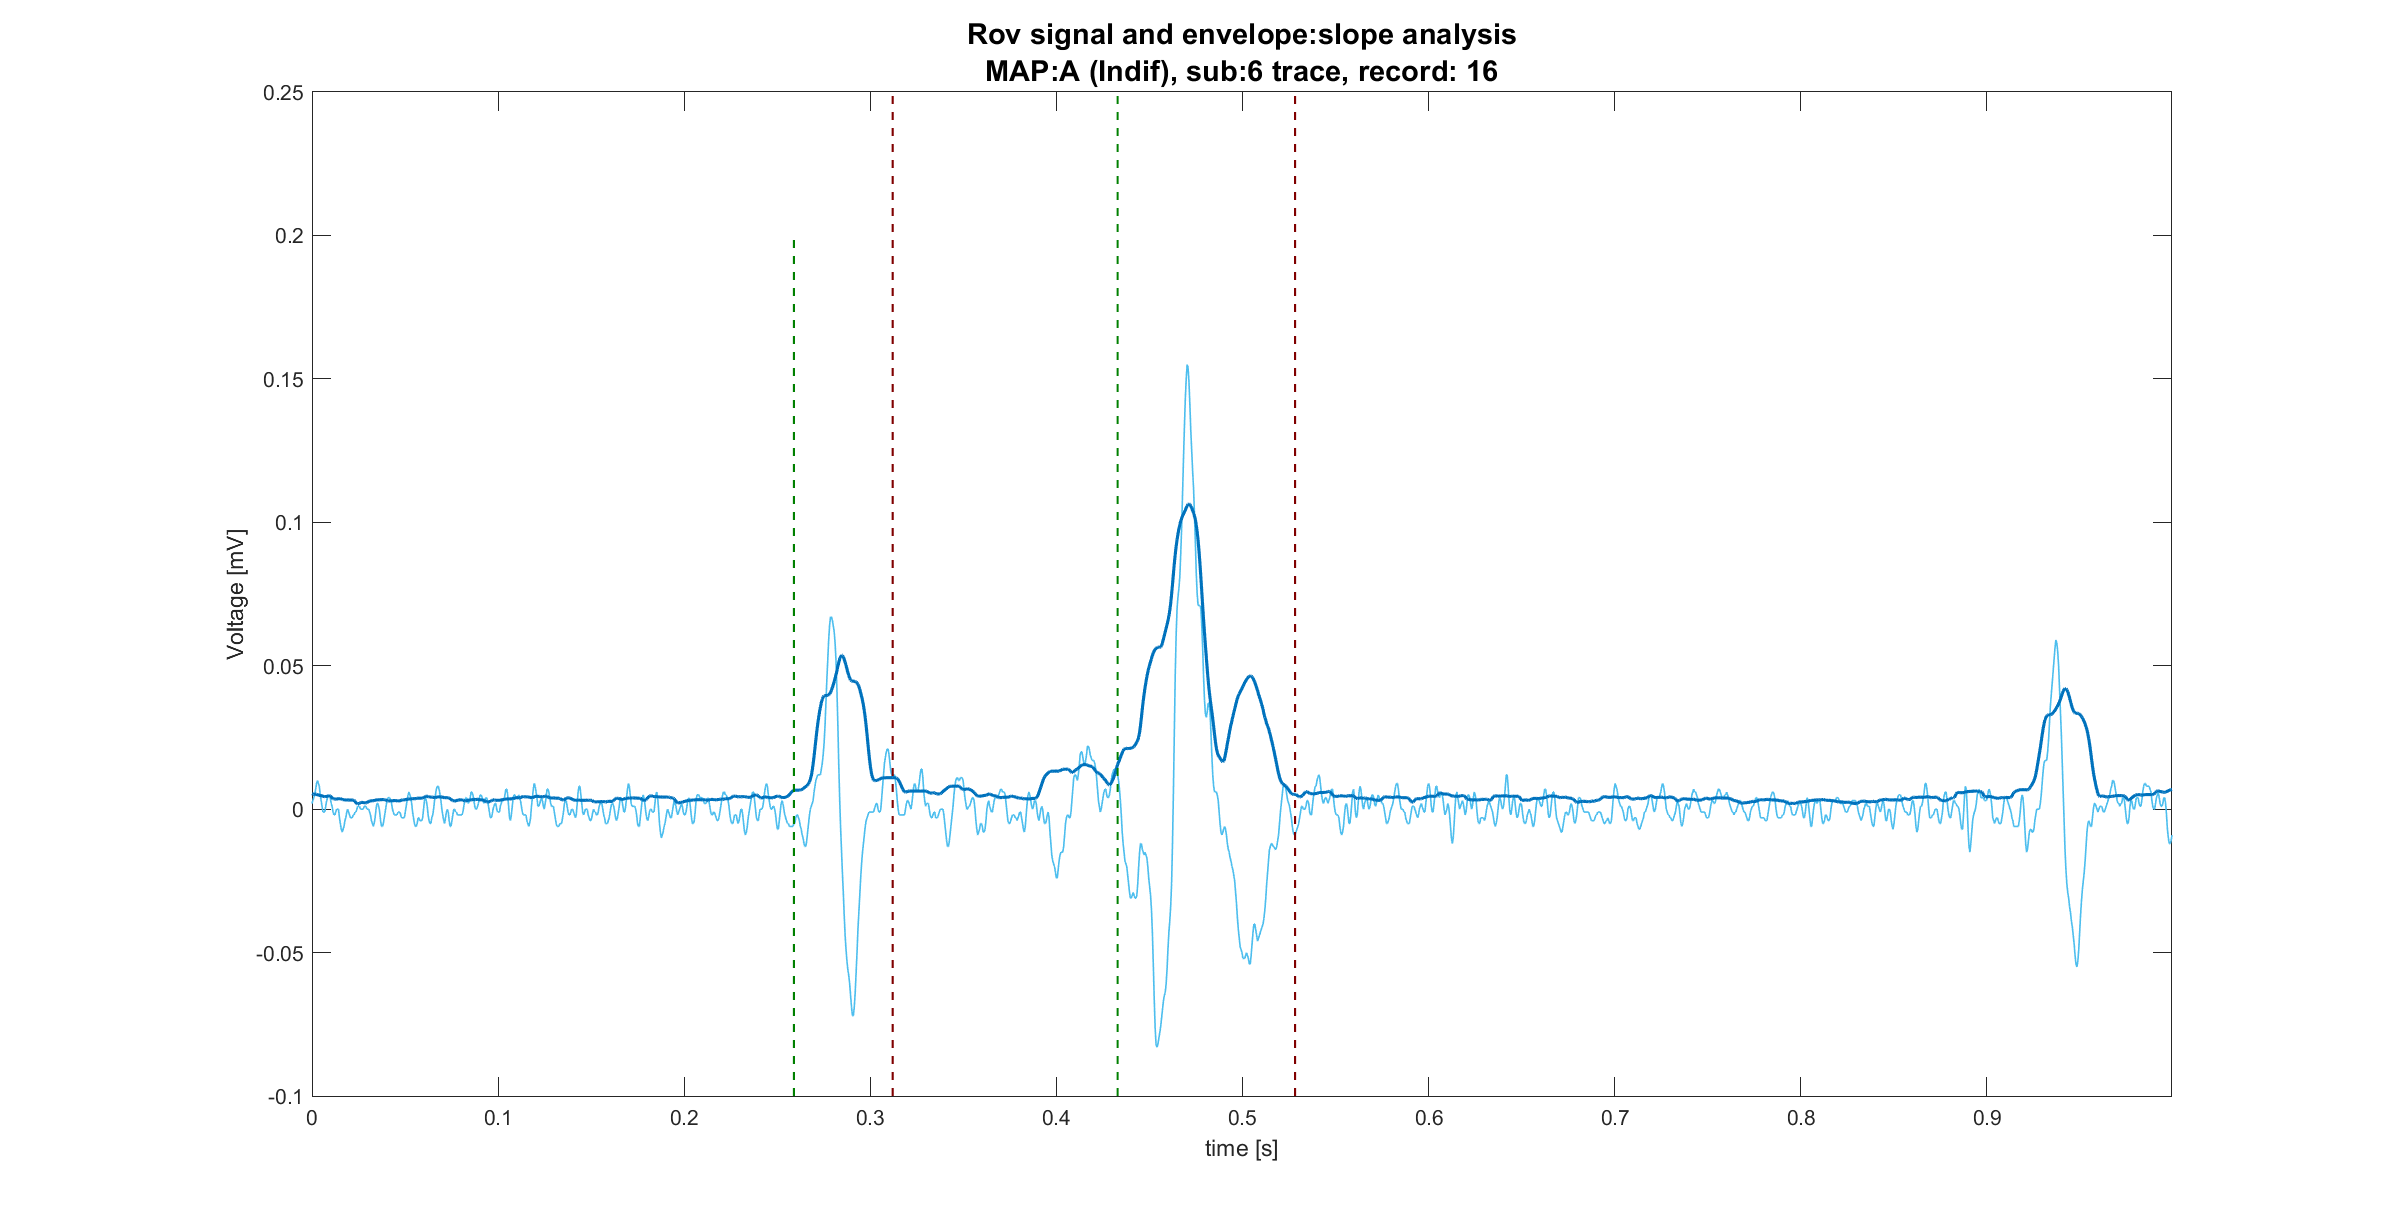 Rov signal and envelope:slope analysis
MAP:A (Indif), sub:6 trace, record: 16
0.25
0.2
0.15
0.1
0.05
0
-0.05
-0.1
Voltage [mV]
0 0.1 0.2 0.3 0.4 0.5 0.6 0.7 0.8 0.9
time [s]